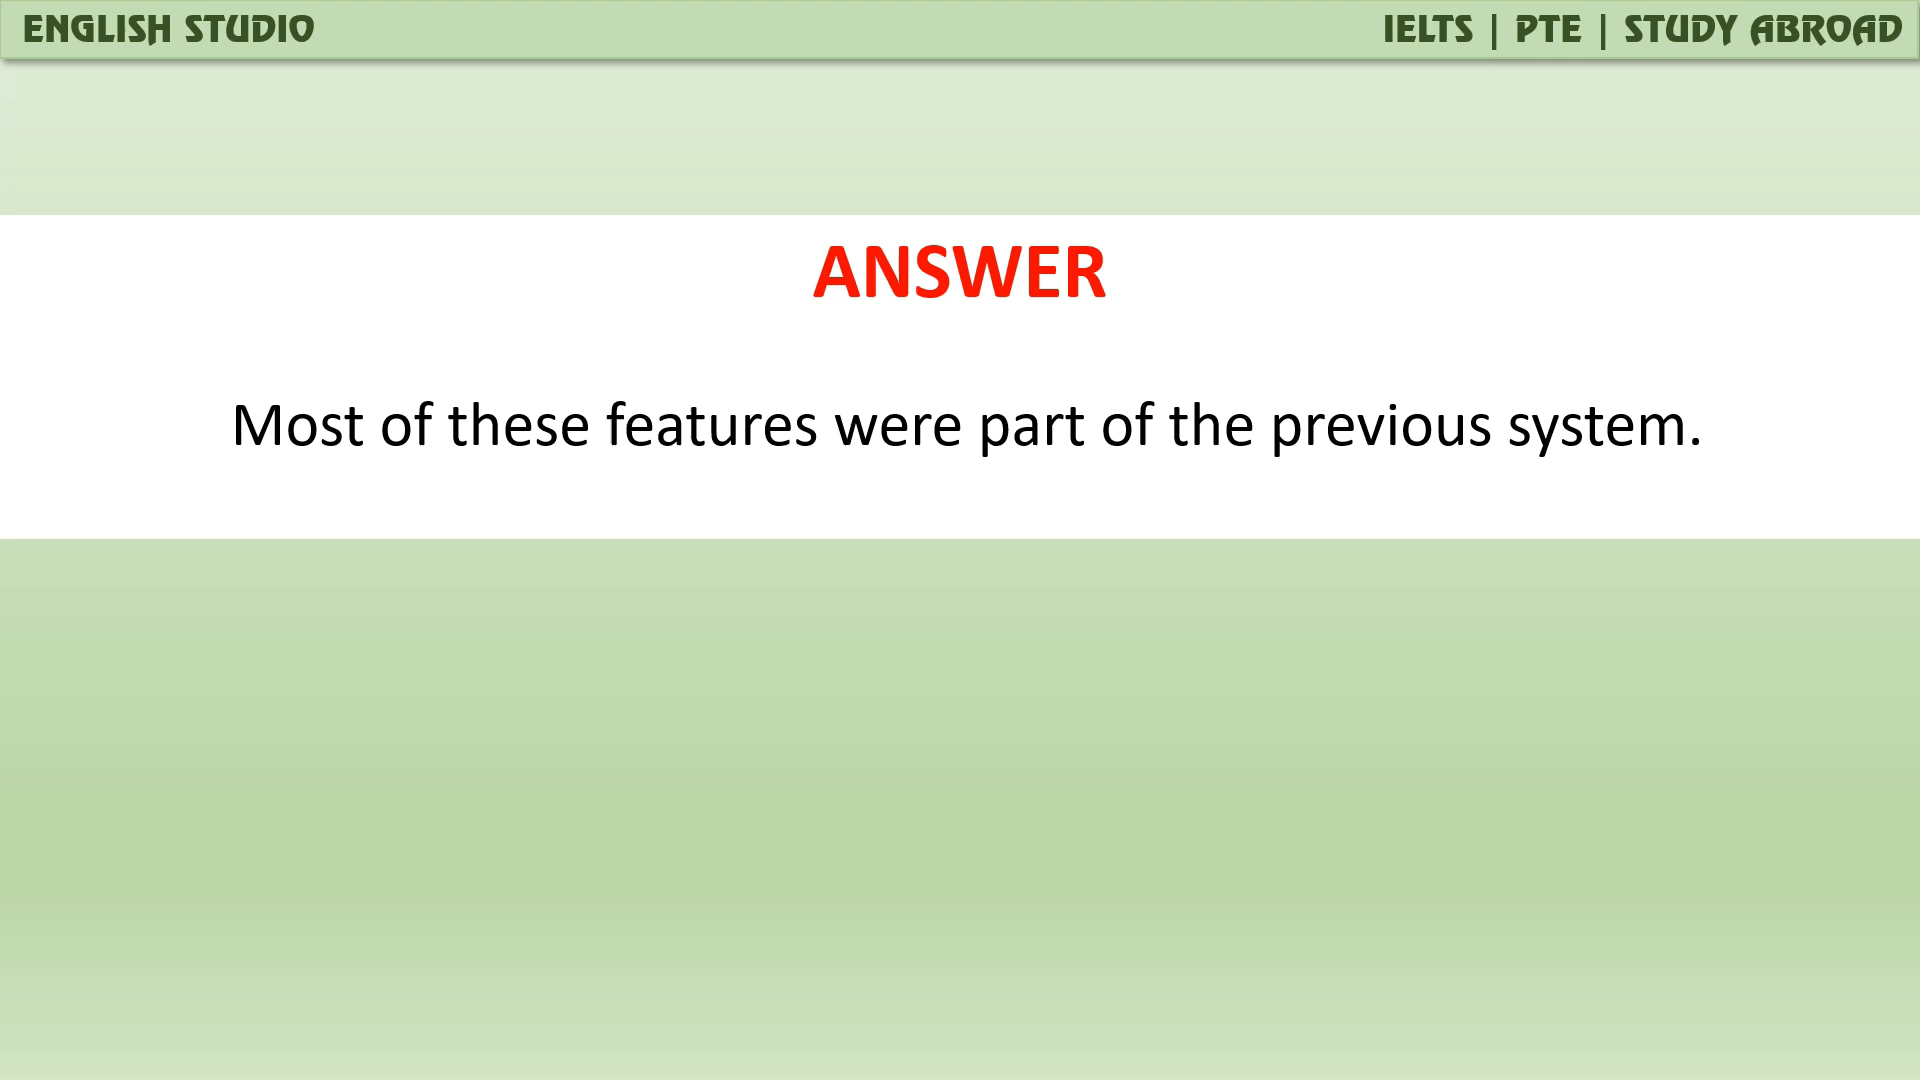 ENGLISH STUDIO
IELTS | PTE | STUDY ABROAD
ANSWER
Most of these features were part of the previous system.